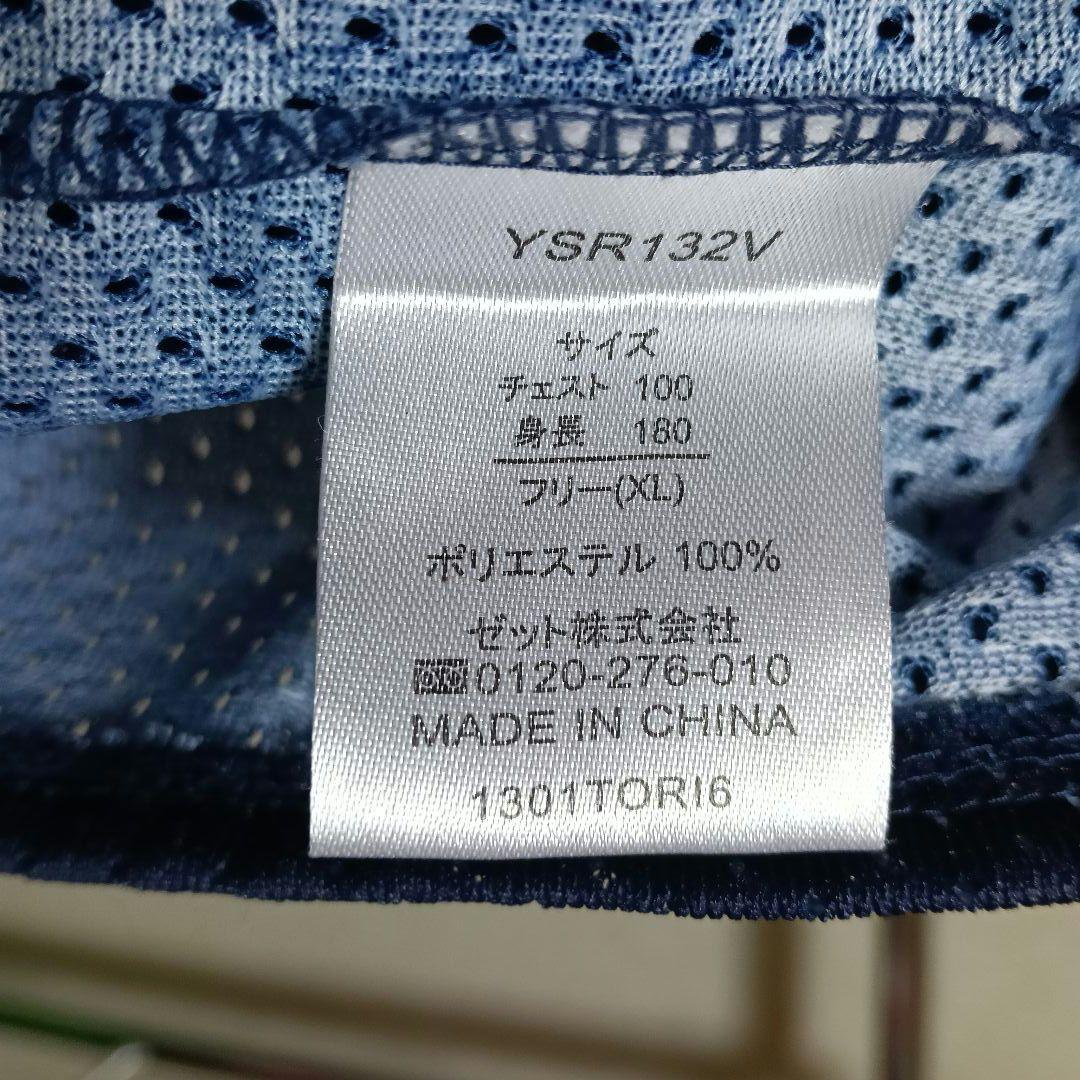 YSR132V
サイズ
チェスト 100
身長 180
フリー(XL)
ポリエステル 100%
ゼット株式会社
0120-276-010
MADE IN CHINA
1301TORI6